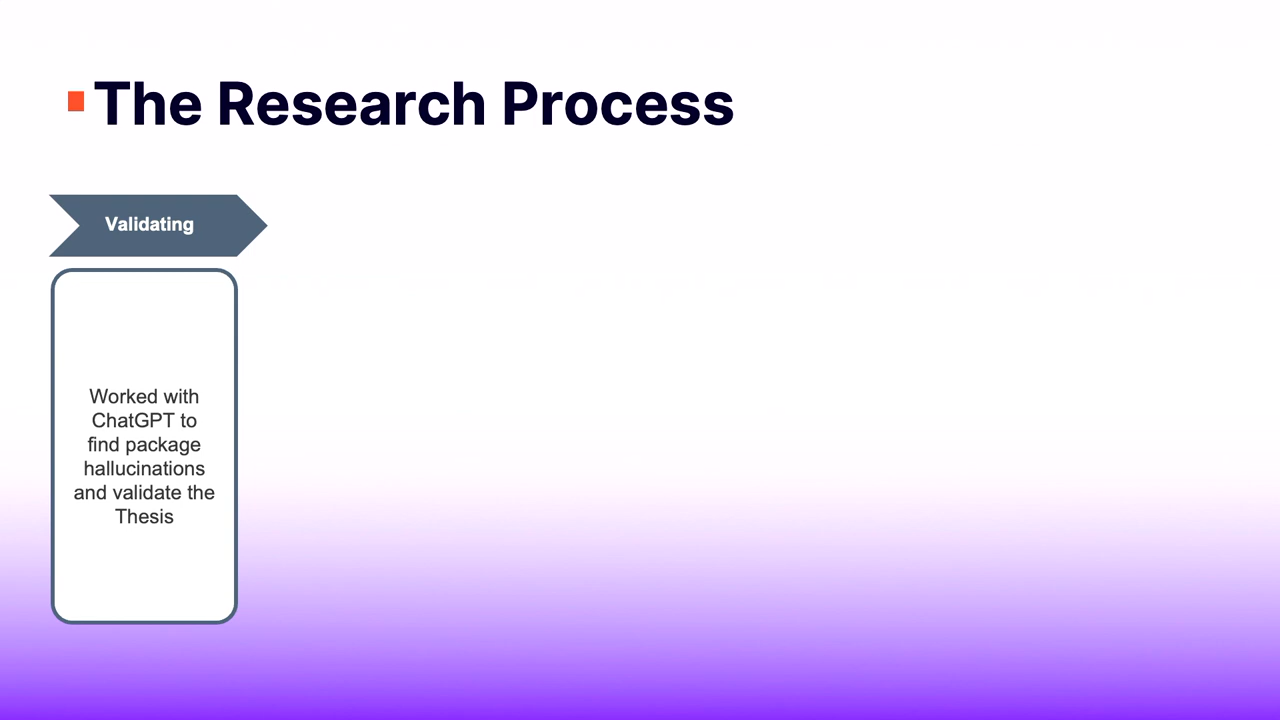 The Research Process
Validating
Worked with
ChatGPT to
find package
hallucinations
and validate the
Thesis